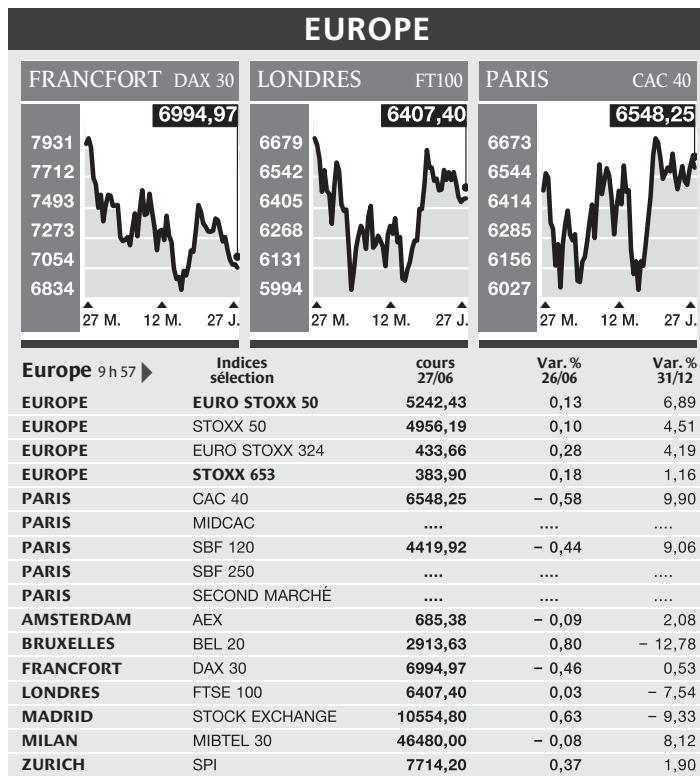 EUROPE
FRANCFORT DAX 30
6994,97
7931
7712
7493
7273
7054
6834
27 M. 12 M. 27 J.
LONDRES FT100
6407,40
6679
6542
6405
6268
6131
5994
27 M. 12 M. 27 J.
PARIS CAC 40
6548,25
6673
6544
6414
6285
6156
6027
27 M. 12 M. 27 J.
Europe 9 h 57 Indices sélection cours 27/06 Var. % 26/06 Var. % 31/12
EUROPE EURO STOXX 50 5242,43 0,13 6,89
EUROPE STOXX 50 4956,19 0,10 4,51
EUROPE EURO STOXX 324 433,66 0,28 4,19
EUROPE STOXX 653 383,90 0,18 1,16
PARIS CAC 40 6548,25 – 0,58 9,90
PARIS MIDCAC .... .... ....
PARIS SBF 120 4419,92 – 0,44 9,06
PARIS SBF 250 .... .... ....
PARIS SECOND MARCHÉ .... .... ....
AMSTERDAM AEX 685,38 – 0,09 2,08
BRUXELLES BEL 20 2913,63 0,80 – 12,78
FRANCFORT DAX 30 6994,97 – 0,46 0,53
LONDRES FTSE 100 6407,40 0,03 – 7,54
MADRID STOCK EXCHANGE 10554,80 0,63 – 9,33
MILAN MIBTEL 30 46480,00 – 0,08 8,12
ZURICH SPI 7714,20 0,37 1,90